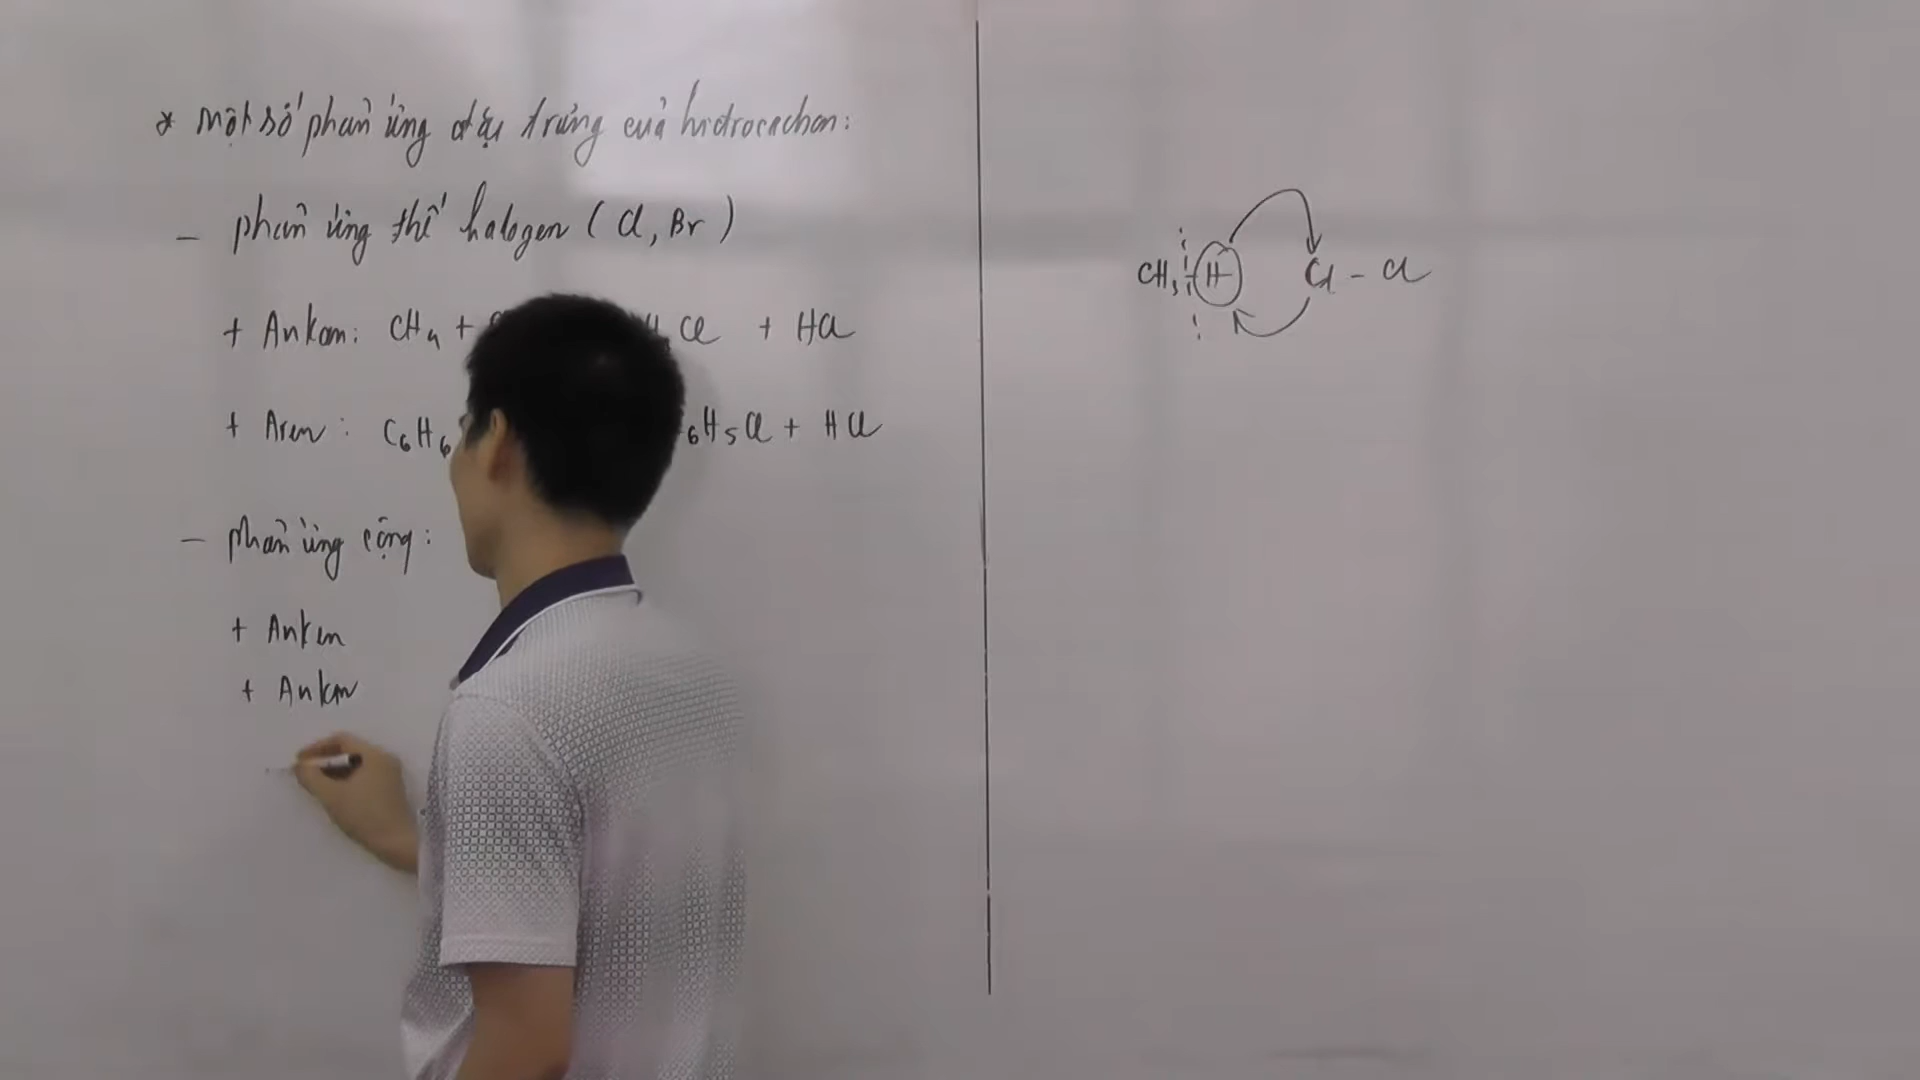 * Một số phản ứng đặc trưng của hidrocacbon:
- phản ứng thế halogen (Cl, Br)
+ Ankan: CH₄ + Cl + HCl
+ Aren: C₆H₆ ₆H₅Cl + HCl
- phản ứng cộng:
+ Anken
+ Ankin
CH₃ - H Cl - Cl